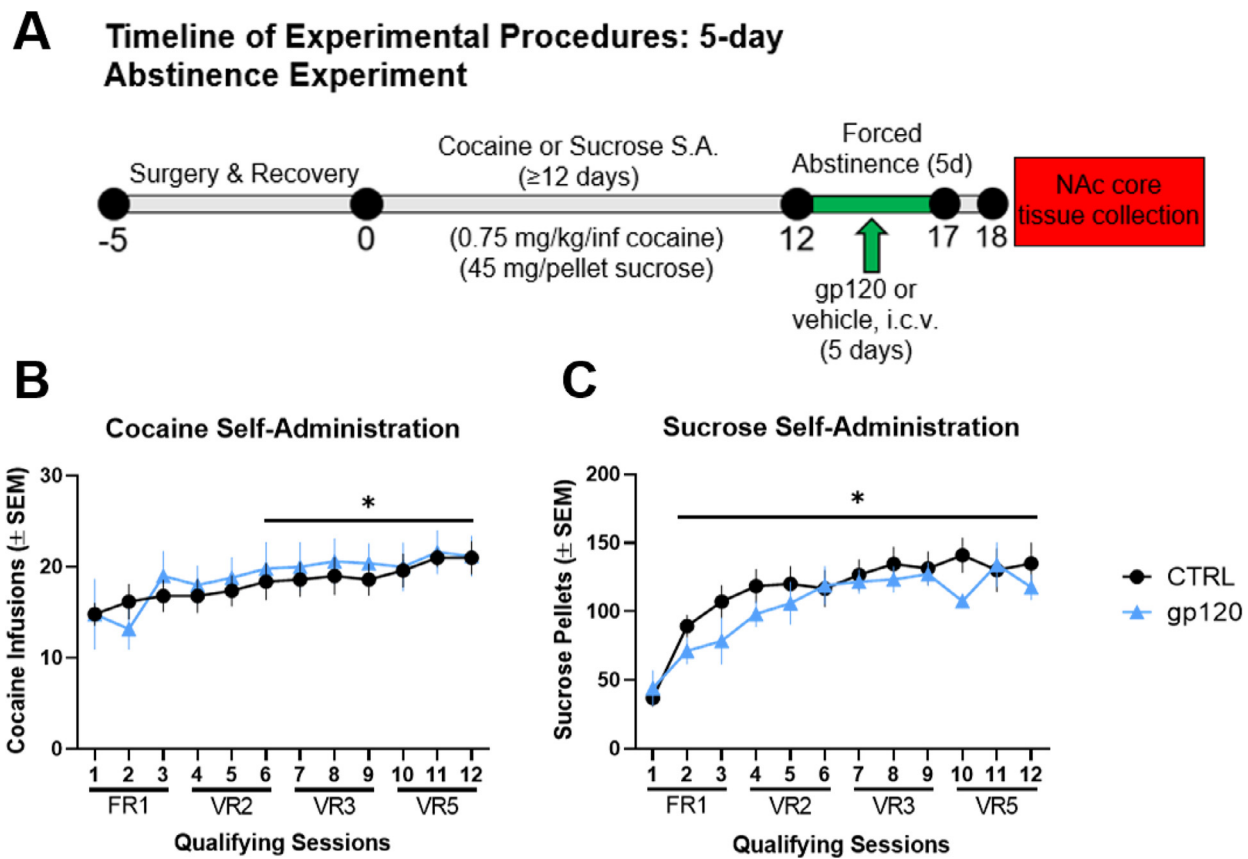 A
Timeline of Experimental Procedures: 5-day
Abstinence Experiment
Surgery & Recovery
Cocaine or Sucrose S.A.
(≥12 days)
Forced
Abstinence (5d)
NAc core
tissue collection
-5
0
(0.75 mg/kg/inf cocaine)
(45 mg/pellet sucrose)
12
17
18
gp120 or
vehicle, i.c.v.
(5 days)
B
Cocaine Self-Administration
Cocaine Infusions (± SEM)
30
20
10
0
*
1 2 3 4 5 6 7 8 9 10 11 12
FR1 VR2 VR3 VR5
Qualifying Sessions
C
Sucrose Self-Administration
Sucrose Pellets (± SEM)
200
150
100
50
0
*
1 2 3 4 5 6 7 8 9 10 11 12
FR1 VR2 VR3 VR5
Qualifying Sessions
CTRL
gp120